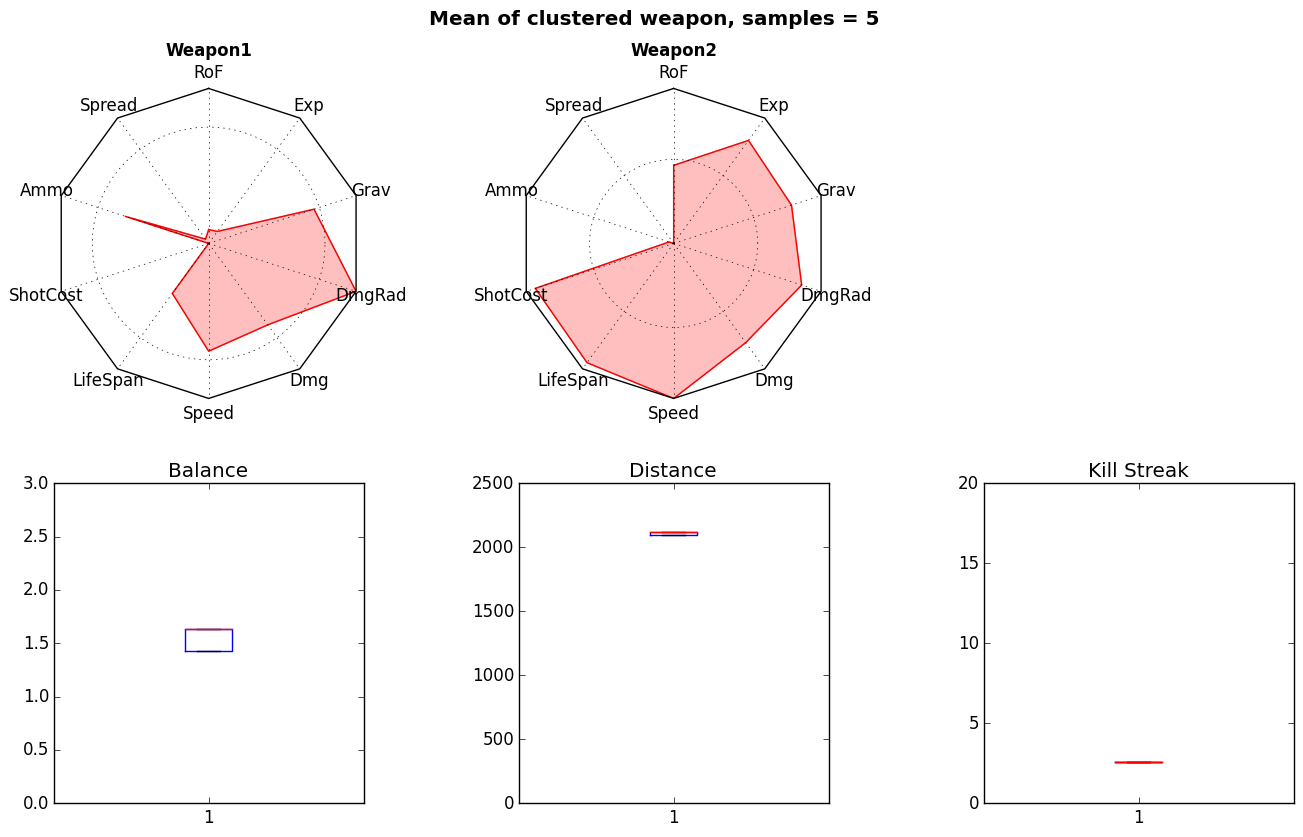 Mean of clustered weapon, samples = 5
Weapon1
RoF
Spread
Exp
Ammo
Grav
ShotCost
DmgRad
LifeSpan
Dmg
Speed
Weapon2
RoF
Spread
Exp
Ammo
Grav
ShotCost
DmgRad
LifeSpan
Dmg
Speed
Balance
3.0
2.5
2.0
1.5
1.0
0.5
0.0
1
Distance
2500
2000
1500
1000
500
0
1
Kill Streak
20
15
10
5
0
1